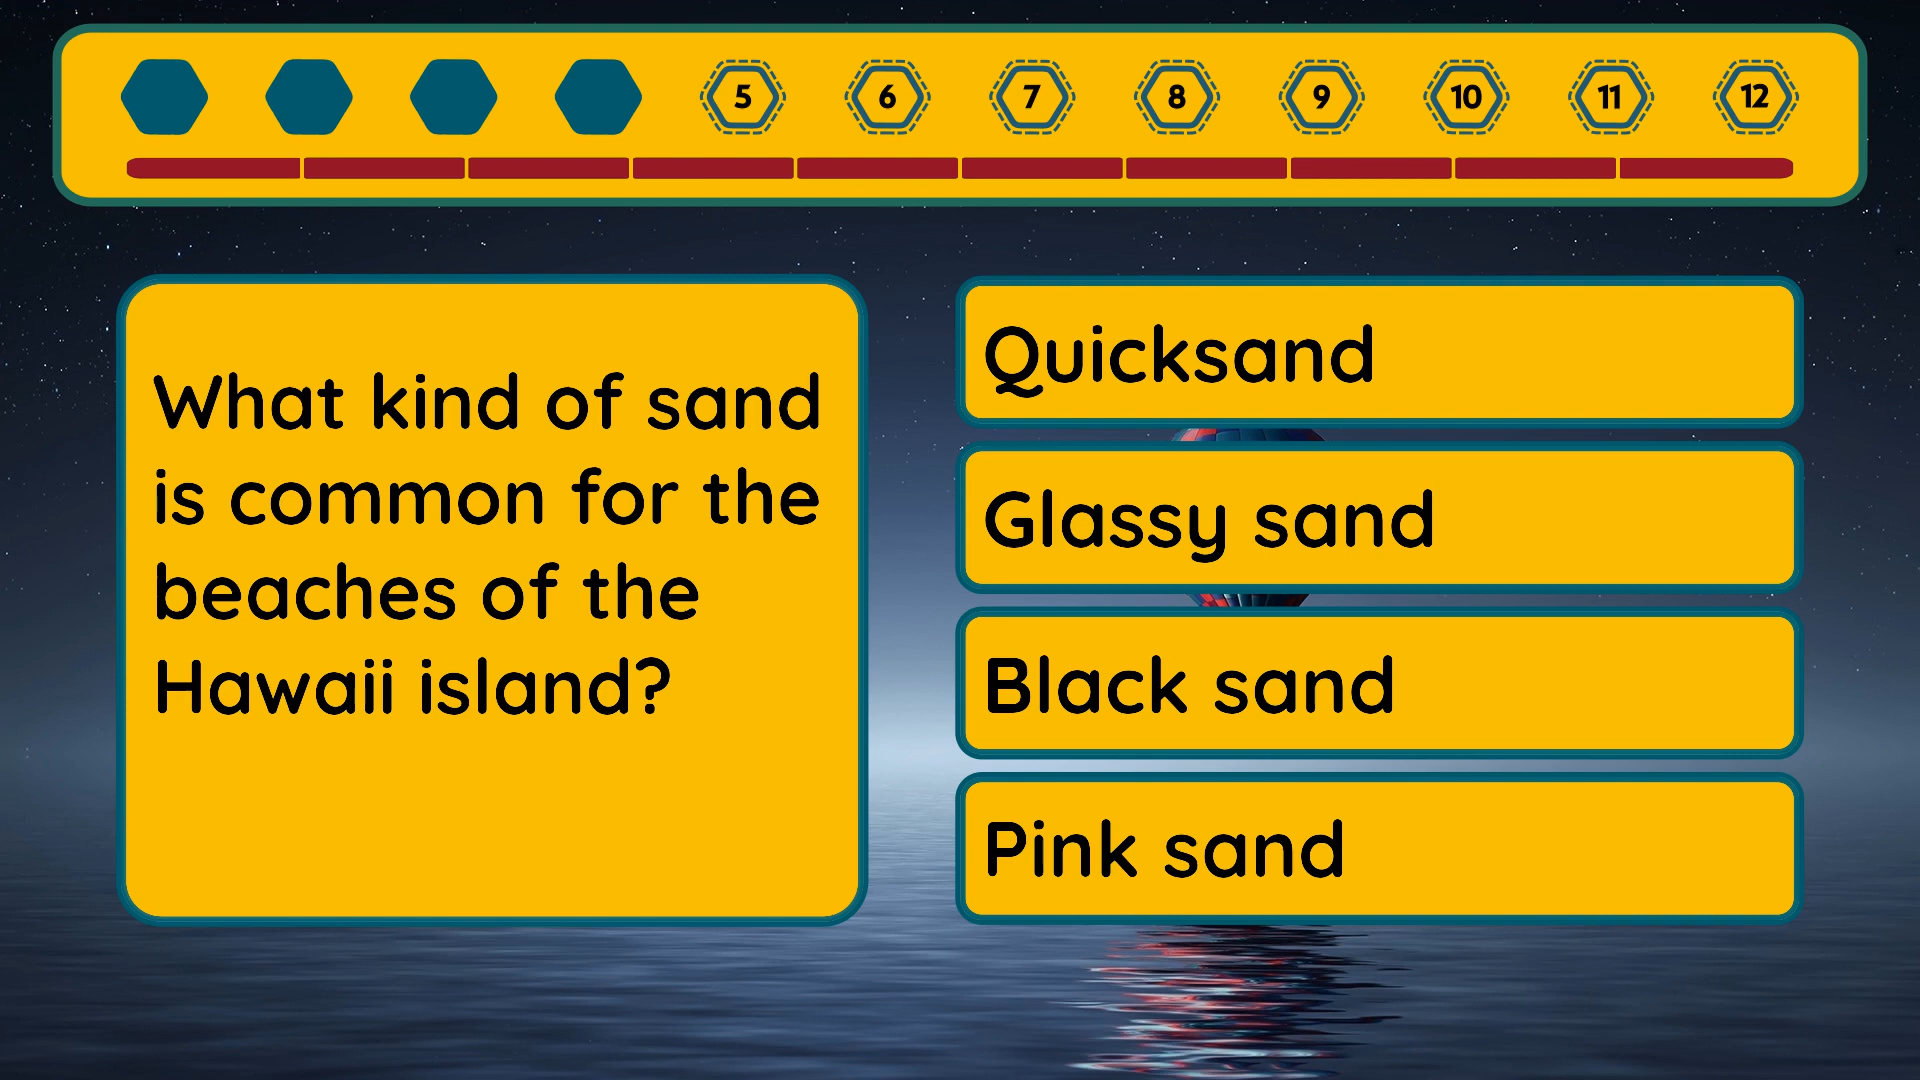 5 6 7 8 9 10 11 12
What kind of sand
is common for the
beaches of the
Hawaii island?
Quicksand
Glassy sand
Black sand
Pink sand